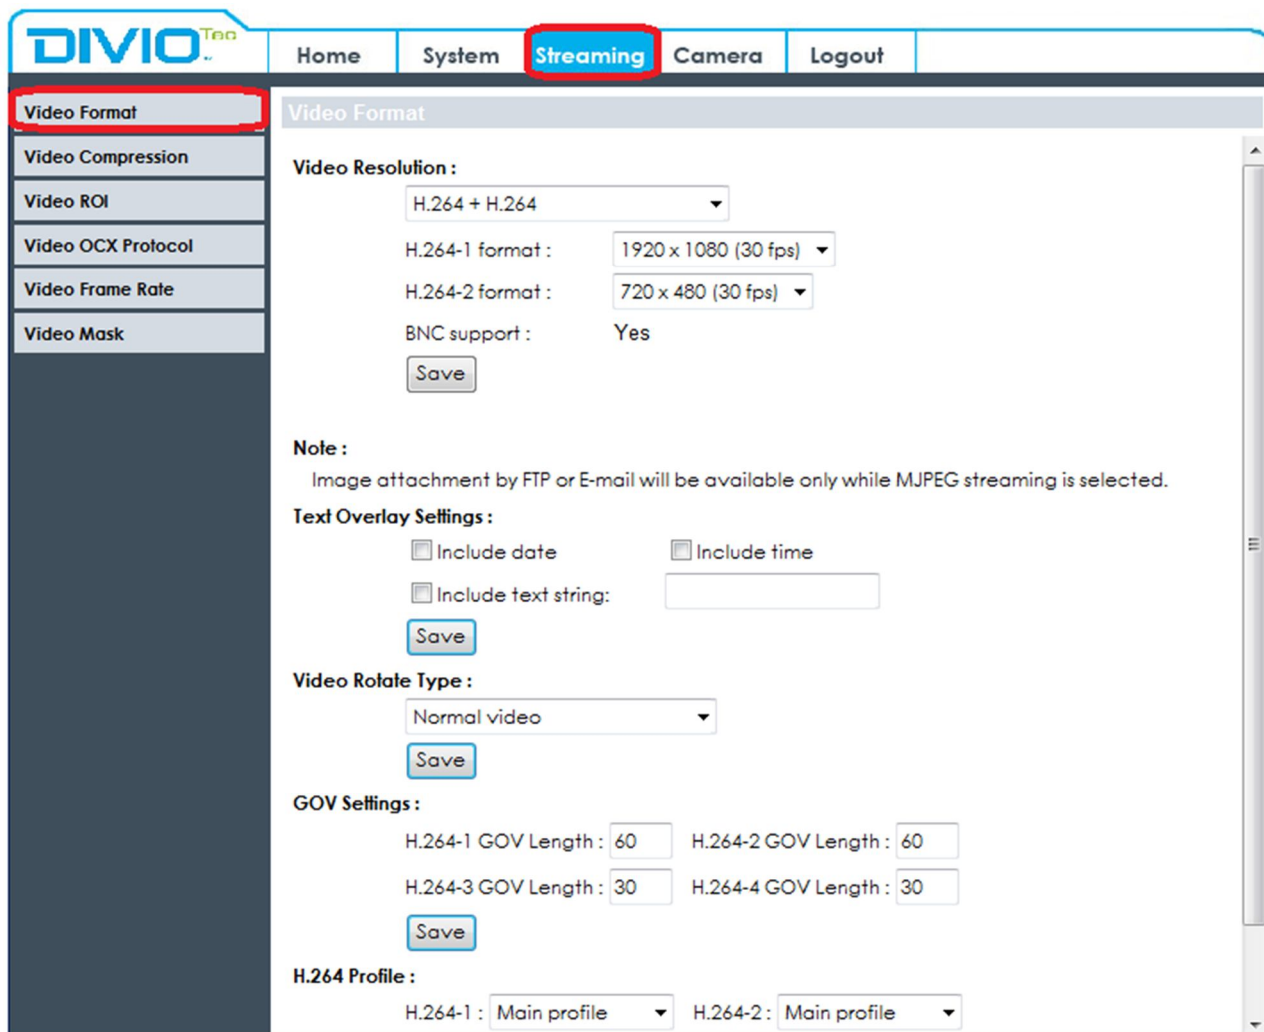 DIVIO Tec
Home System Streaming Camera Logout
Video Format
Video Compression
Video ROI
Video OCX Protocol
Video Frame Rate
Video Mask
Video Format
Video Resolution :
H.264 + H.264
H.264-1 format : 1920 x 1080 (30 fps)
H.264-2 format : 720 x 480 (30 fps)
BNC support : Yes
Save
Note :
Image attachment by FTP or E-mail will be available only while MJPEG streaming is selected.
Text Overlay Settings :
Include date Include time
Include text string:
Save
Video Rotate Type :
Normal video
Save
GOV Settings :
H.264-1 GOV Length : 60 H.264-2 GOV Length : 60
H.264-3 GOV Length : 30 H.264-4 GOV Length : 30
Save
H.264 Profile :
H.264-1 : Main profile H.264-2 : Main profile